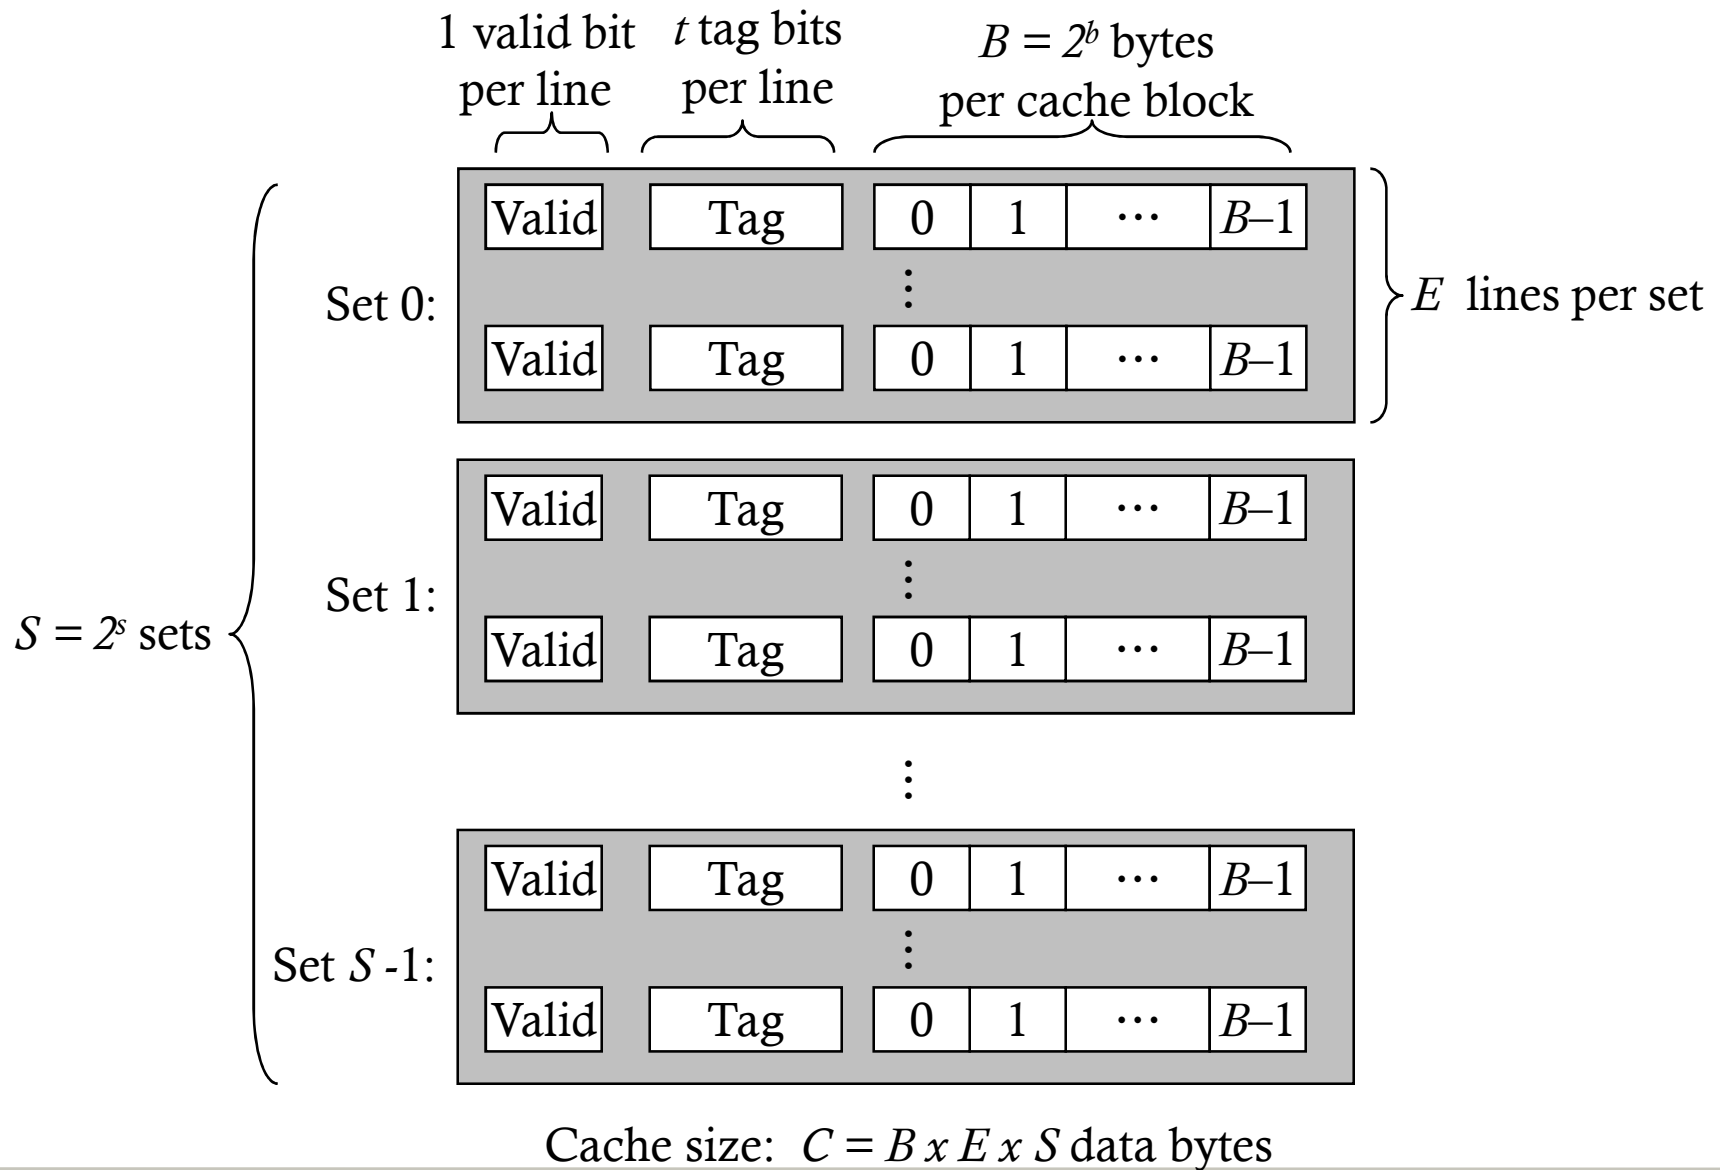 1 valid bit per line
t tag bits per line
B = 2^b bytes per cache block
Valid Tag 0 1 ··· B–1
⋮
Set 0:
E lines per set
Valid Tag 0 1 ··· B–1
Valid Tag 0 1 ··· B–1
⋮
Set 1:
S = 2^s sets
Valid Tag 0 1 ··· B–1
⋮
Valid Tag 0 1 ··· B–1
⋮
Set S -1:
Valid Tag 0 1 ··· B–1
Cache size: C = B x E x S data bytes